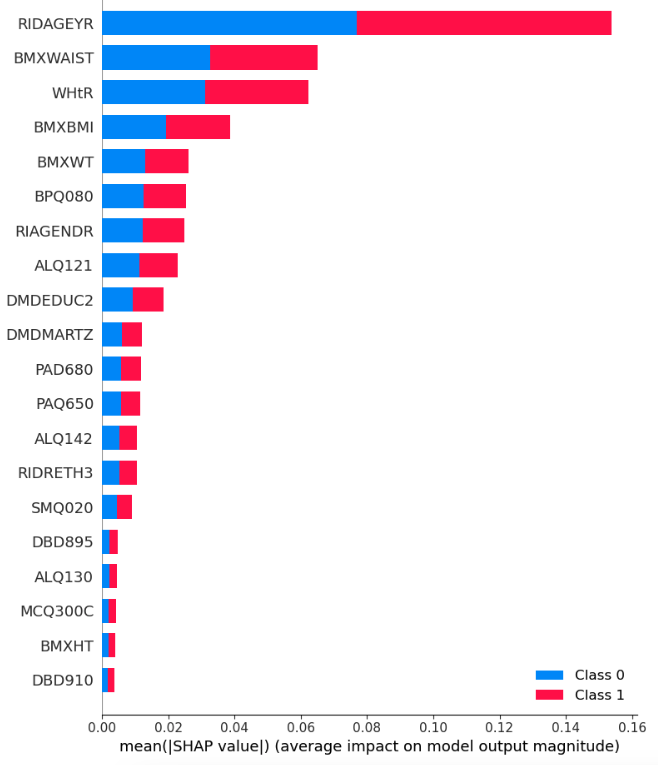 RIDAGEYR
BMXWAIST
WHtR
BMXBMI
BMXWT
BPQ080
RIAGENDR
ALQ121
DMDEDUC2
DMDMARTZ
PAD680
PAQ650
ALQ142
RIDRETH3
SMQ020
DBD895
ALQ130
MCQ300C
BMXHT
DBD910
Class 0
Class 1
0.00 0.02 0.04 0.06 0.08 0.10 0.12 0.14 0.16
mean(|SHAP value|) (average impact on model output magnitude)